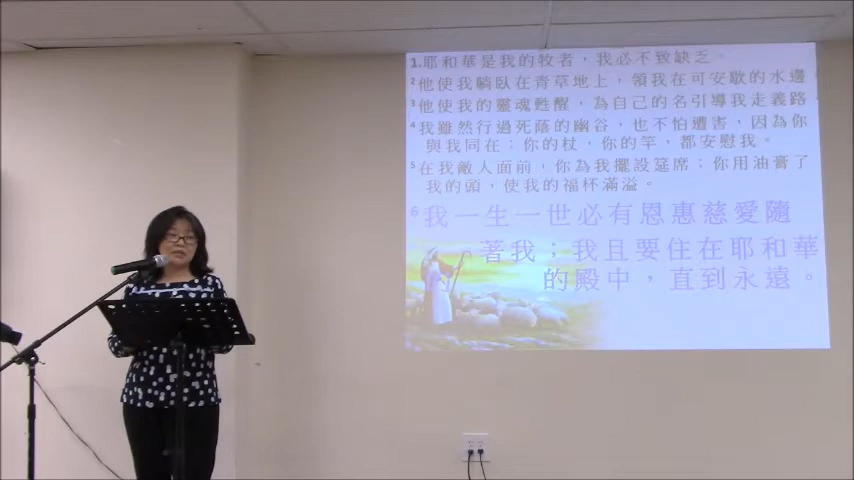 1.耶和華是我的牧者，我必不致缺乏。
2他使我躺臥在青草地上，領我在可安歇的水邊
3他使我的靈魂甦醒，為自己的名引導我走義路
4我雖然行過死蔭的幽谷，也不怕遭害，因為你
與我同在；你的杖，你的竿，都安慰我。
5在我敵人面前，你為我擺設筵席；你用油膏了
我的頭，使我的福杯滿溢。
6我一生一世必有恩惠慈愛隨
著我；我且要住在耶和華
的殿中，直到永遠。